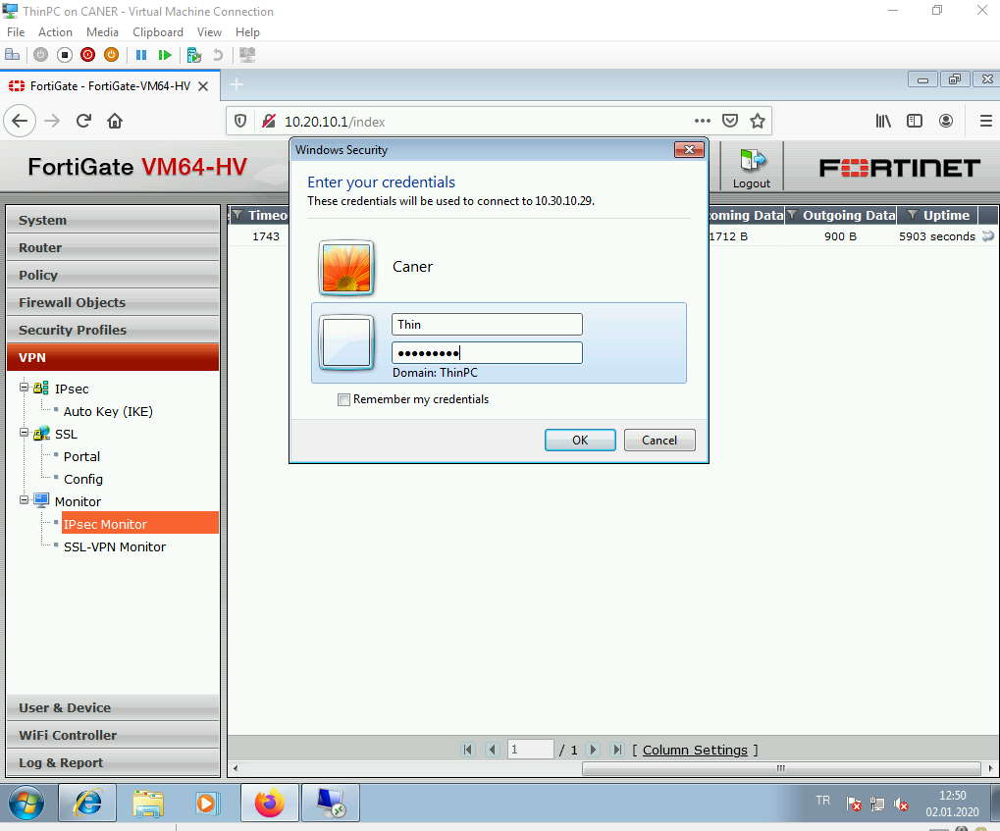 ThinPC on CANER - Virtual Machine Connection
File Action Media Clipboard View Help
FortiGate - FortiGate-VM64-HV
10.20.10.1/index
FortiGate VM64-HV
Logout
FORTINET
Windows Security
Enter your credentials
These credentials will be used to connect to 10.30.10.29.
Caner
Thin
•••••••••
Domain: ThinPC
Remember my credentials
OK Cancel
System
Router
Policy
Firewall Objects
Security Profiles
VPN
IPsec
Auto Key (IKE)
SSL
Portal
Config
Monitor
IPsec Monitor
SSL-VPN Monitor
User & Device
WiFi Controller
Log & Report
Timeo oming Data Outgoing Data Uptime
1743 1712 B 900 B 5903 seconds
1 / 1 [ Column Settings ]
TR
12:50
02.01.2020